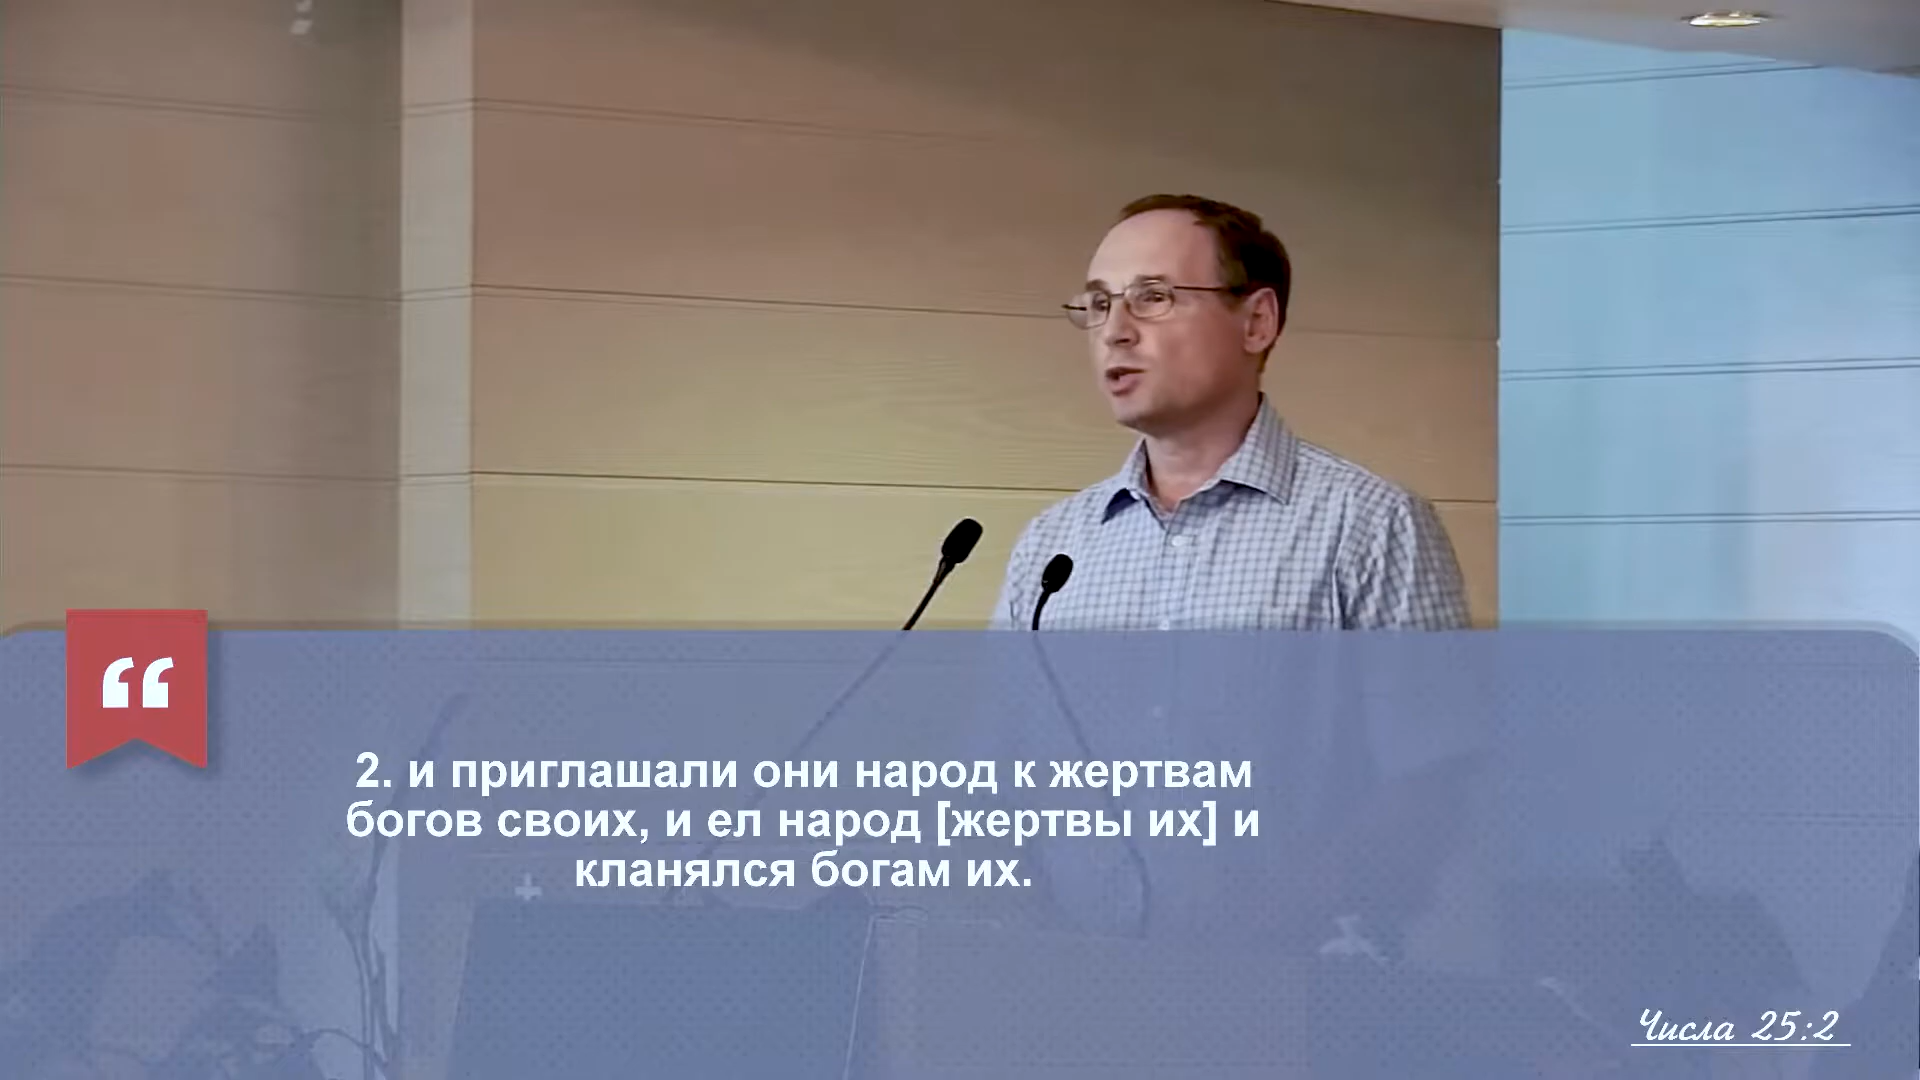 “
2. и приглашали они народ к жертвам
богов своих, и ел народ [жертвы их] и
кланялся богам их.
Числа 25:2